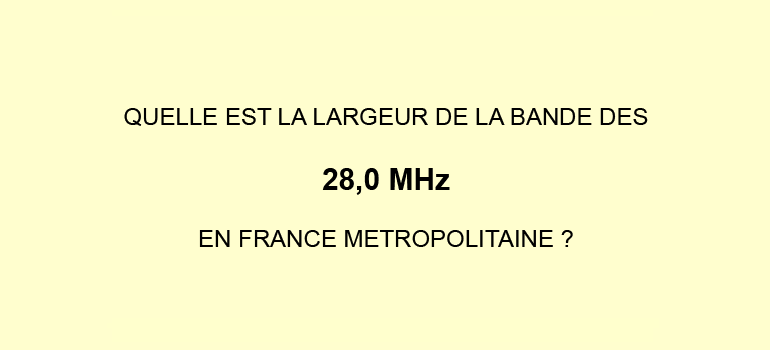 QUELLE EST LA LARGEUR DE LA BANDE DES
28,0 MHz
EN FRANCE METROPOLITAINE ?